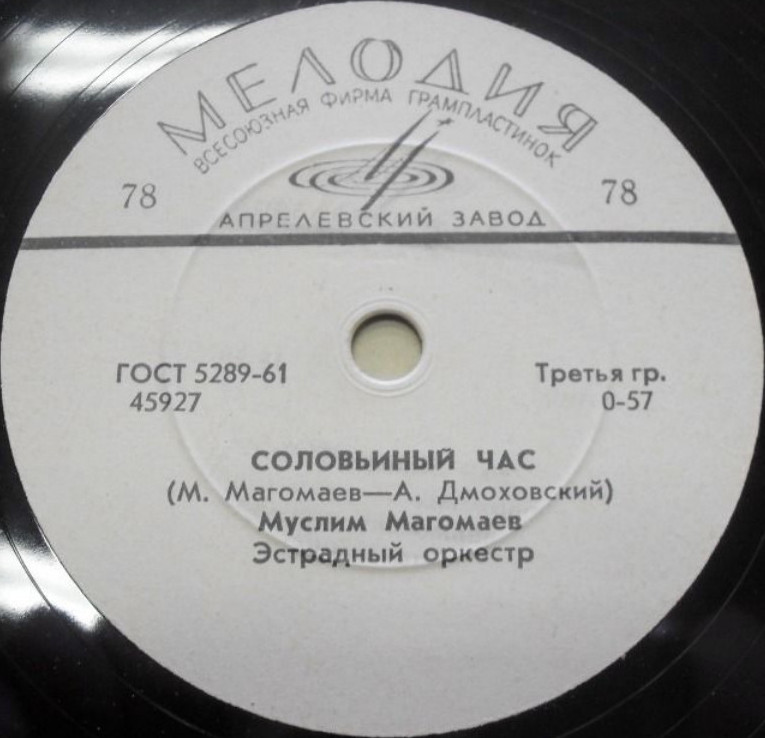 МЕЛОДИЯ
ВСЕСОЮЗНАЯ ФИРМА ГРАМПЛАСТИНОК
78 78
АПРЕЛЕВСКИЙ ЗАВОД
ГОСТ 5289-61 Третья гр.
45927 0-57
СОЛОВЬИНЫЙ ЧАС
(М. Магомаев—А. Дмоховский)
Муслим Магомаев
Эстрадный оркестр